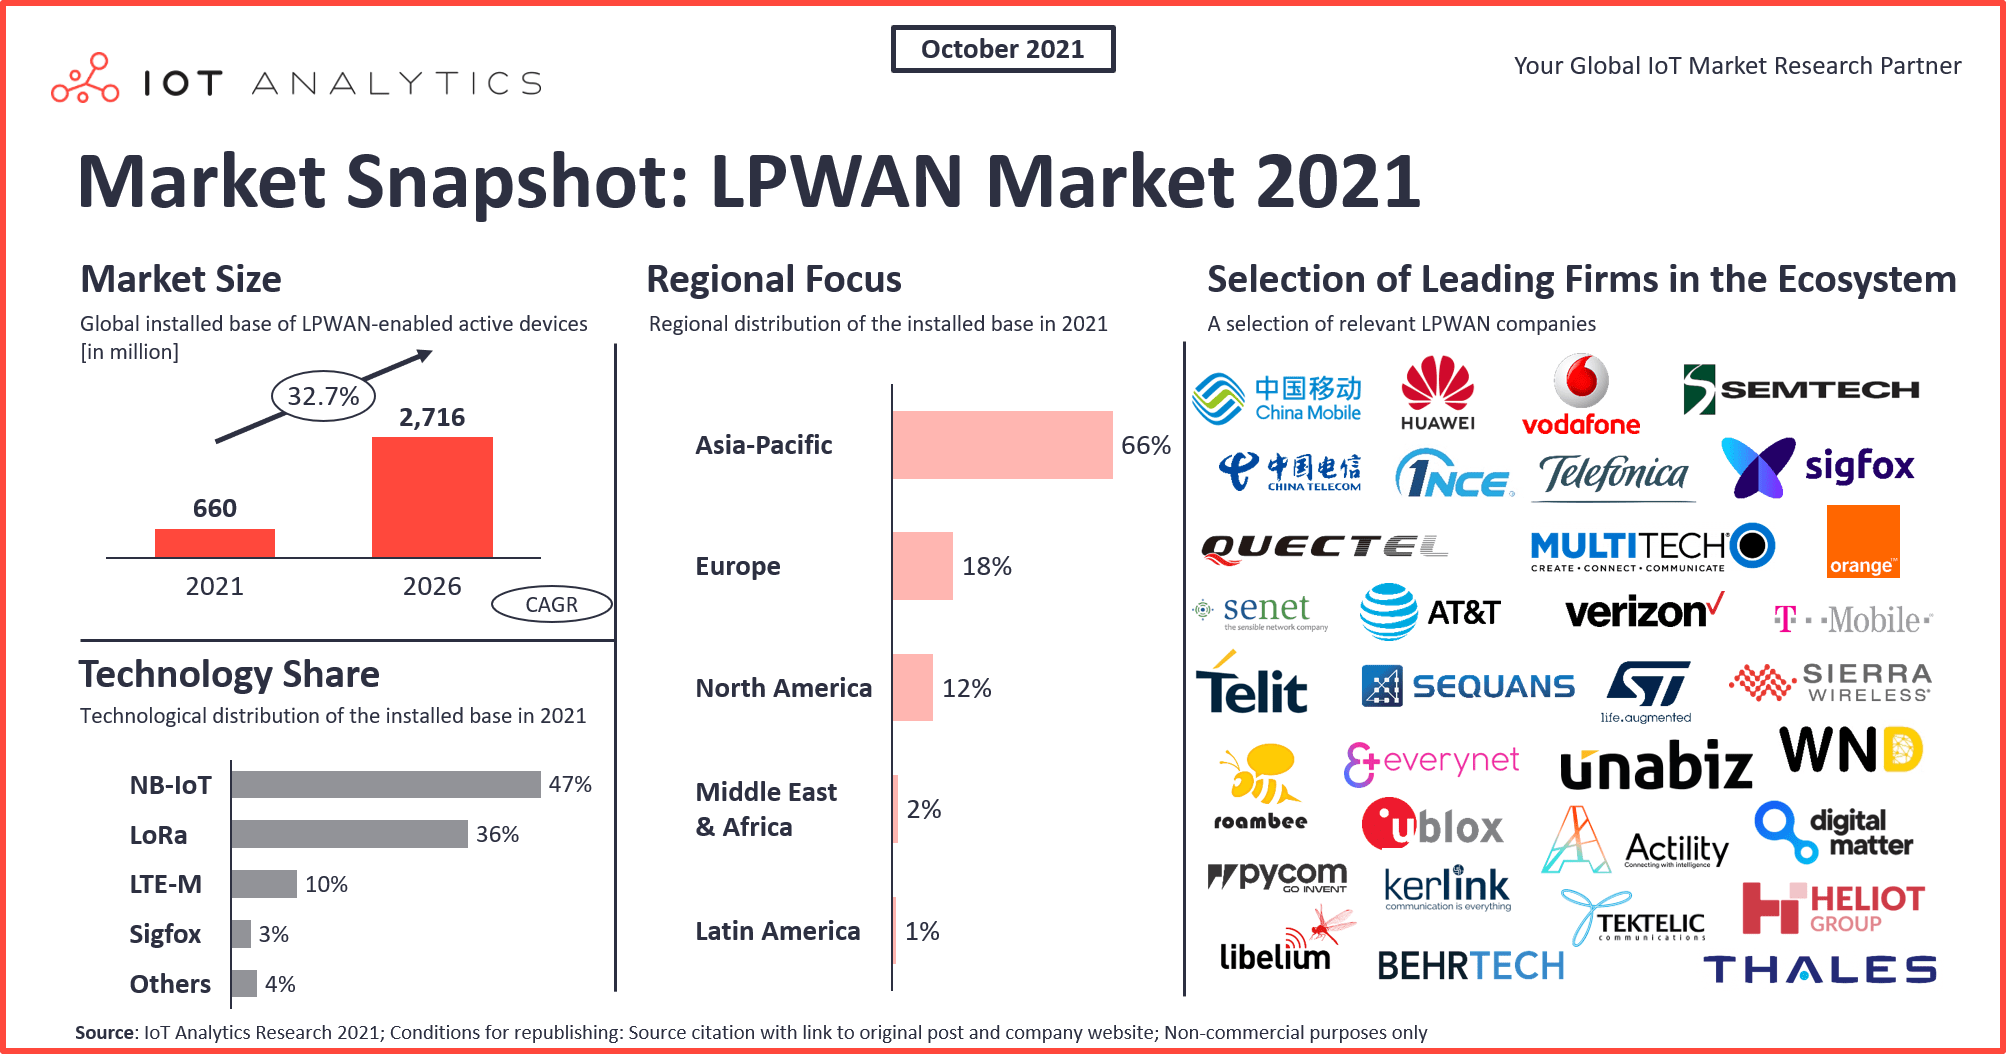 October 2021
IOT ANALYTICS
Your Global IoT Market Research Partner
Market Snapshot: LPWAN Market 2021
Market Size
Global installed base of LPWAN-enabled active devices
[in million]
32.7%
2,716
660
2021
2026
CAGR
Technology Share
Technological distribution of the installed base in 2021
NB-IoT 47%
LoRa 36%
LTE-M 10%
Sigfox 3%
Others 4%
Regional Focus
Regional distribution of the installed base in 2021
Asia-Pacific 66%
Europe 18%
North America 12%
Middle East
& Africa 2%
Latin America 1%
Selection of Leading Firms in the Ecosystem
A selection of relevant LPWAN companies
中国移动
China Mobile
HUAWEI
vodafone
SEMTECH
中国电信
CHINA TELECOM
1NCE
Telefónica
sigfox
QUECTEL
MULTITECH®
CREATE • CONNECT • COMMUNICATE
orange™
senet
the sensible network company
AT&T
verizon✓
T··Mobile·
Telit
SEQUANS
ST
life.augmented
SIERRA
WIRELESS
roambee
everynet
unabiz
WND
ublox
Actility
Connecting with intelligence
digital
matter
pycom
GO INVENT
kerlink
communication is everything
TEKTELIC
communications
HELIOT
GROUP
libelium
BEHRTECH
THALES
Source: IoT Analytics Research 2021; Conditions for republishing: Source citation with link to original post and company website; Non-commercial purposes only